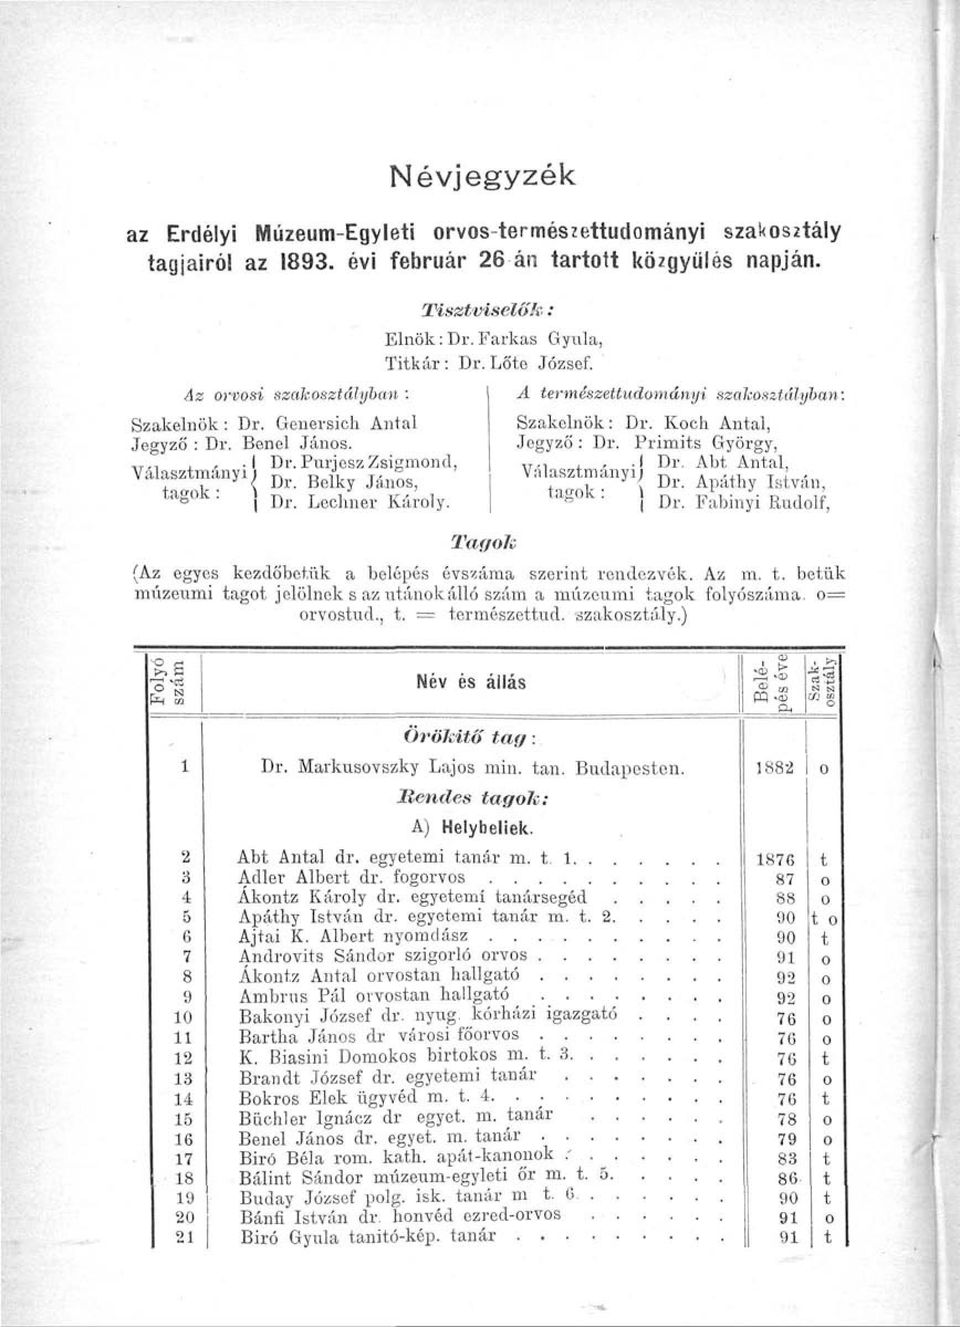 Névjegyzék
az Erdélyi Múzeum-Egyleti orvos-természettudományi szakosztály
tagjairól az 1893. évi február 26 án tartott közgyülés napján.
Tisztviselők:
Elnök: Dr. Farkas Gyula,
Titkár: Dr. Lőte József.
Az orvosi szakosztályban:
Szakelnök: Dr. Genersich Antal
Jegyző: Dr. Benel János.
Választmányi tagok:
Dr. Purjesz Zsigmond,
Dr. Belky János,
Dr. Lechner Károly.
A természettudományi szakosztályban:
Szakelnök: Dr. Koch Antal,
Jegyző: Dr. Primits György,
Választmányi tagok:
Dr. Abt Antal,
Dr. Apáthy István,
Dr. Fabinyi Rudolf,
Tagok
(Az egyes kezdőbetük a belépés évszáma szerint rendezvék. Az m. t. betük
múzeumi tagot jelölnek s az utánok álló szám a múzeumi tagok folyószáma. o=
orvostud., t. = természettud. szakosztály.)
Folyó szám | Név és állás | Belépés éve | Szakosztály
Örökitő tag:
1 Dr. Markusovszky Lajos min. tan. Budapesten. 1882 o
Rendes tagok:
A) Helybeliek.
2 Abt Antal dr. egyetemi tanár m. t. 1. . . . . . . 1876 t
3 Adler Albert dr. fogorvos . . . . . . . . . . 87 o
4 Ákontz Károly dr. egyetemi tanársegéd . . . . . 88 o
5 Apáthy István dr. egyetemi tanár m. t. 2. . . . . . 90 t o
6 Ajtai K. Albert nyomdász . . . . . . . . . . 90 t
7 Androvits Sándor szigorló orvos . . . . . . . . 91 o
8 Ákontz Antal orvostan hallgató . . . . . . . . 92 o
9 Ambrus Pál orvostan hallgató . . . . . . . . 92 o
10 Bakonyi József dr. nyug. kórházi igazgató . . . . 76 o
11 Bartha János dr városi főorvos . . . . . . . . 76 o
12 K. Biasini Domokos birtokos m. t. 3. . . . . . . 76 t
13 Brandt József dr. egyetemi tanár . . . . . . . 76 o
14 Bokros Elek ügyvéd m. t. 4. . . . . . . . . . 76 t
15 Büchler Ignácz dr egyet. m. tanár . . . . . . 78 o
16 Benel János dr. egyet. m. tanár . . . . . . . . 79 o
17 Biró Béla rom. kath. apát-kanonok . . . . . . . 83 t
18 Bálint Sándor múzeum-egyleti őr m. t. 5. . . . . . 86 t
19 Buday József polg. isk. tanár m t. 6. . . . . . . 90 t
20 Bánfi István dr. honvéd ezred-orvos . . . . . . 91 o
21 Biró Gyula tanitó-kép. tanár . . . . . . . . . 91 t